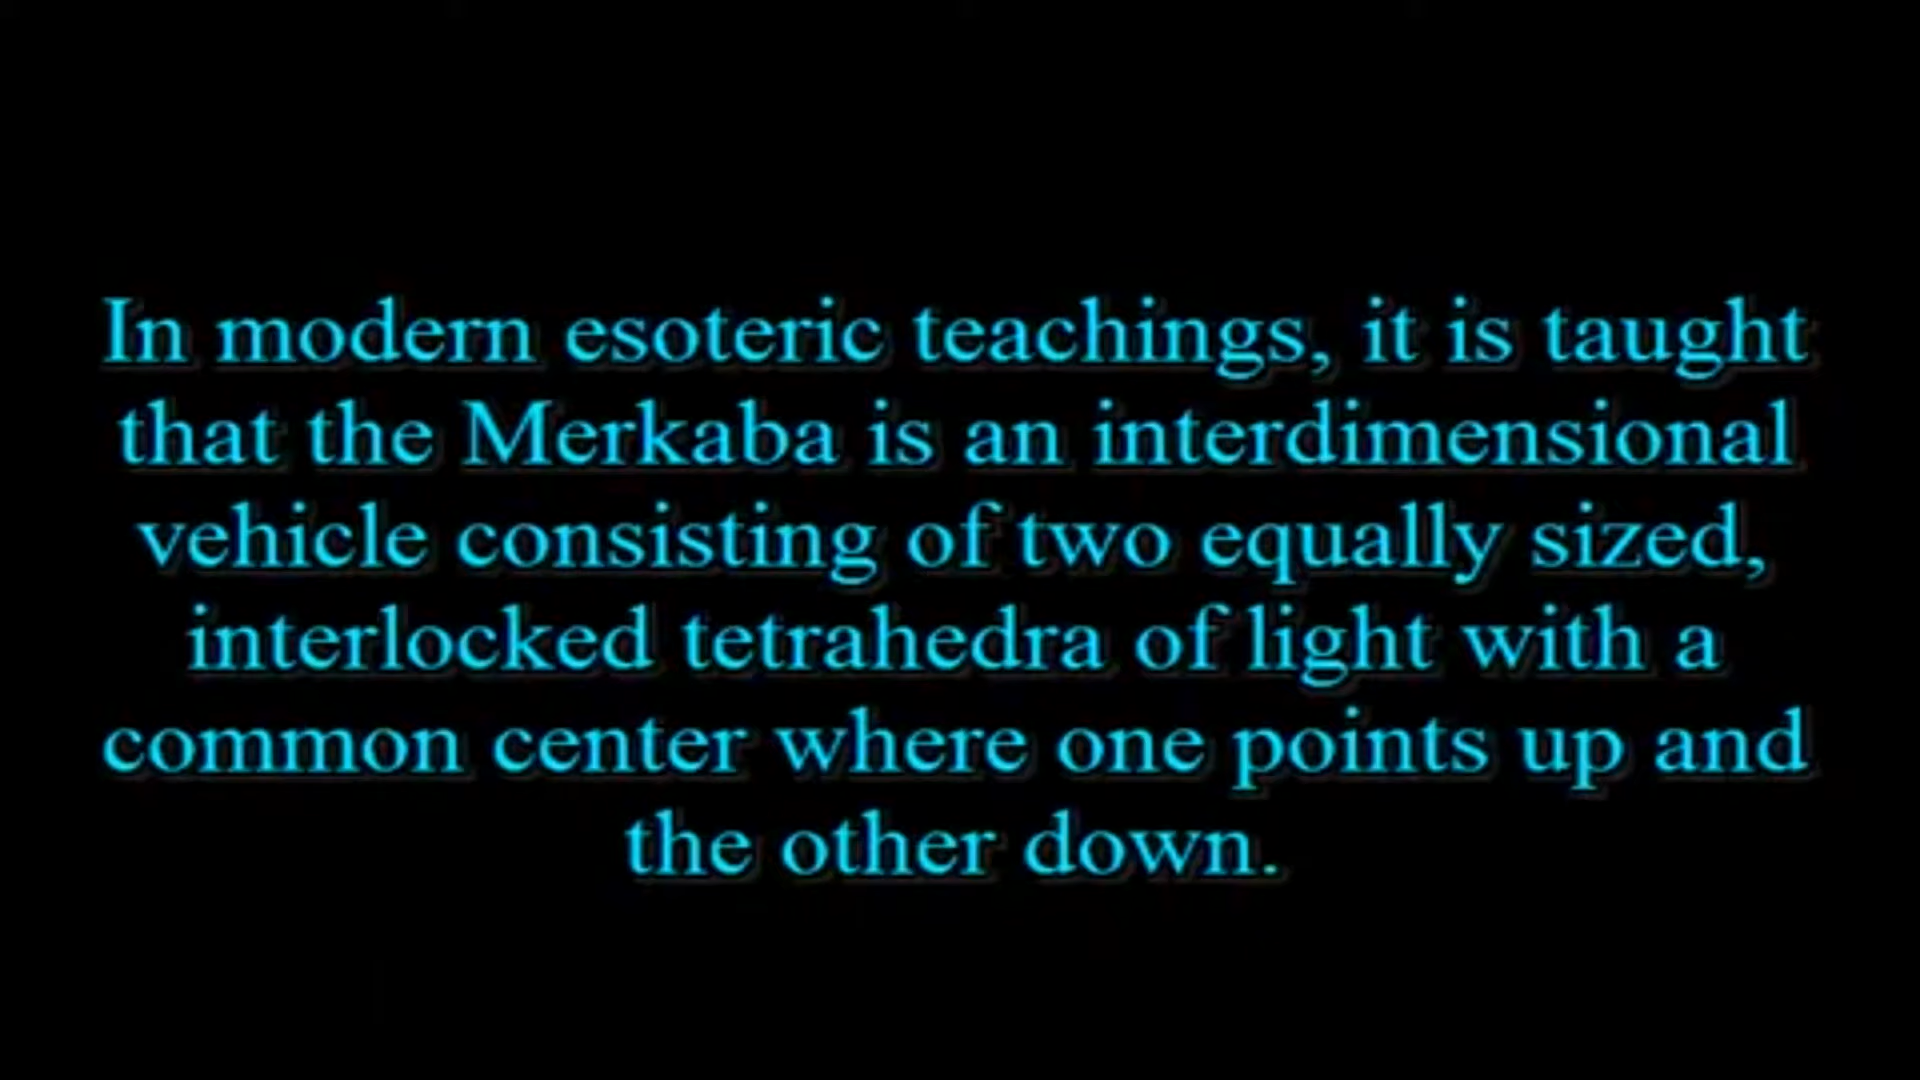 In modern esoteric teachings, it is taught
that the Merkaba is an interdimensional
vehicle consisting of two equally sized,
interlocked tetrahedra of light with a
common center where one points up and
the other down.